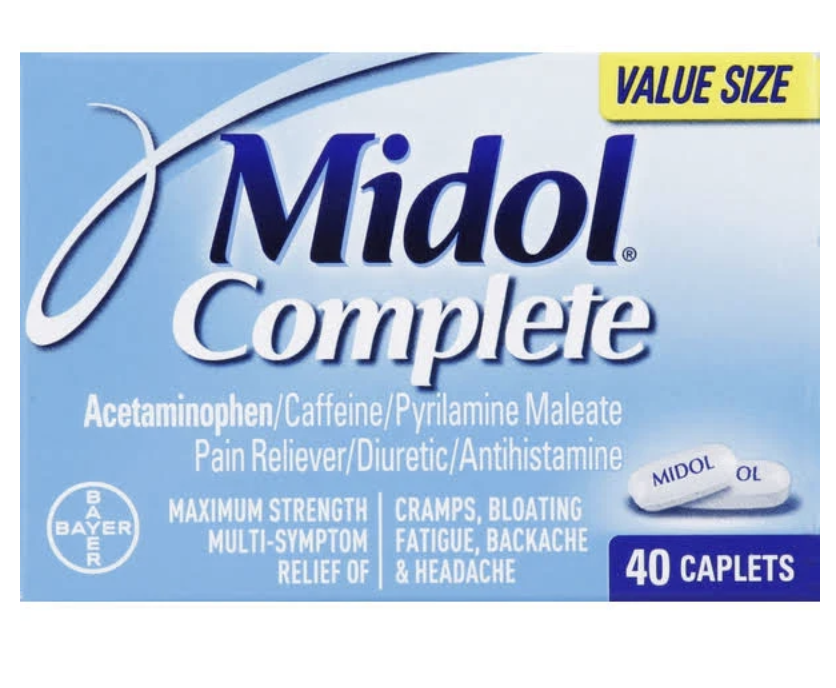 VALUE SIZE
Midol®
Complete
Acetaminophen/Caffeine/Pyrilamine Maleate
Pain Reliever/Diuretic/Antihistamine
BAYER
BAYER
MAXIMUM STRENGTH
MULTI-SYMPTOM
RELIEF OF
CRAMPS, BLOATING
FATIGUE, BACKACHE
& HEADACHE
MIDOL
OL
40 CAPLETS